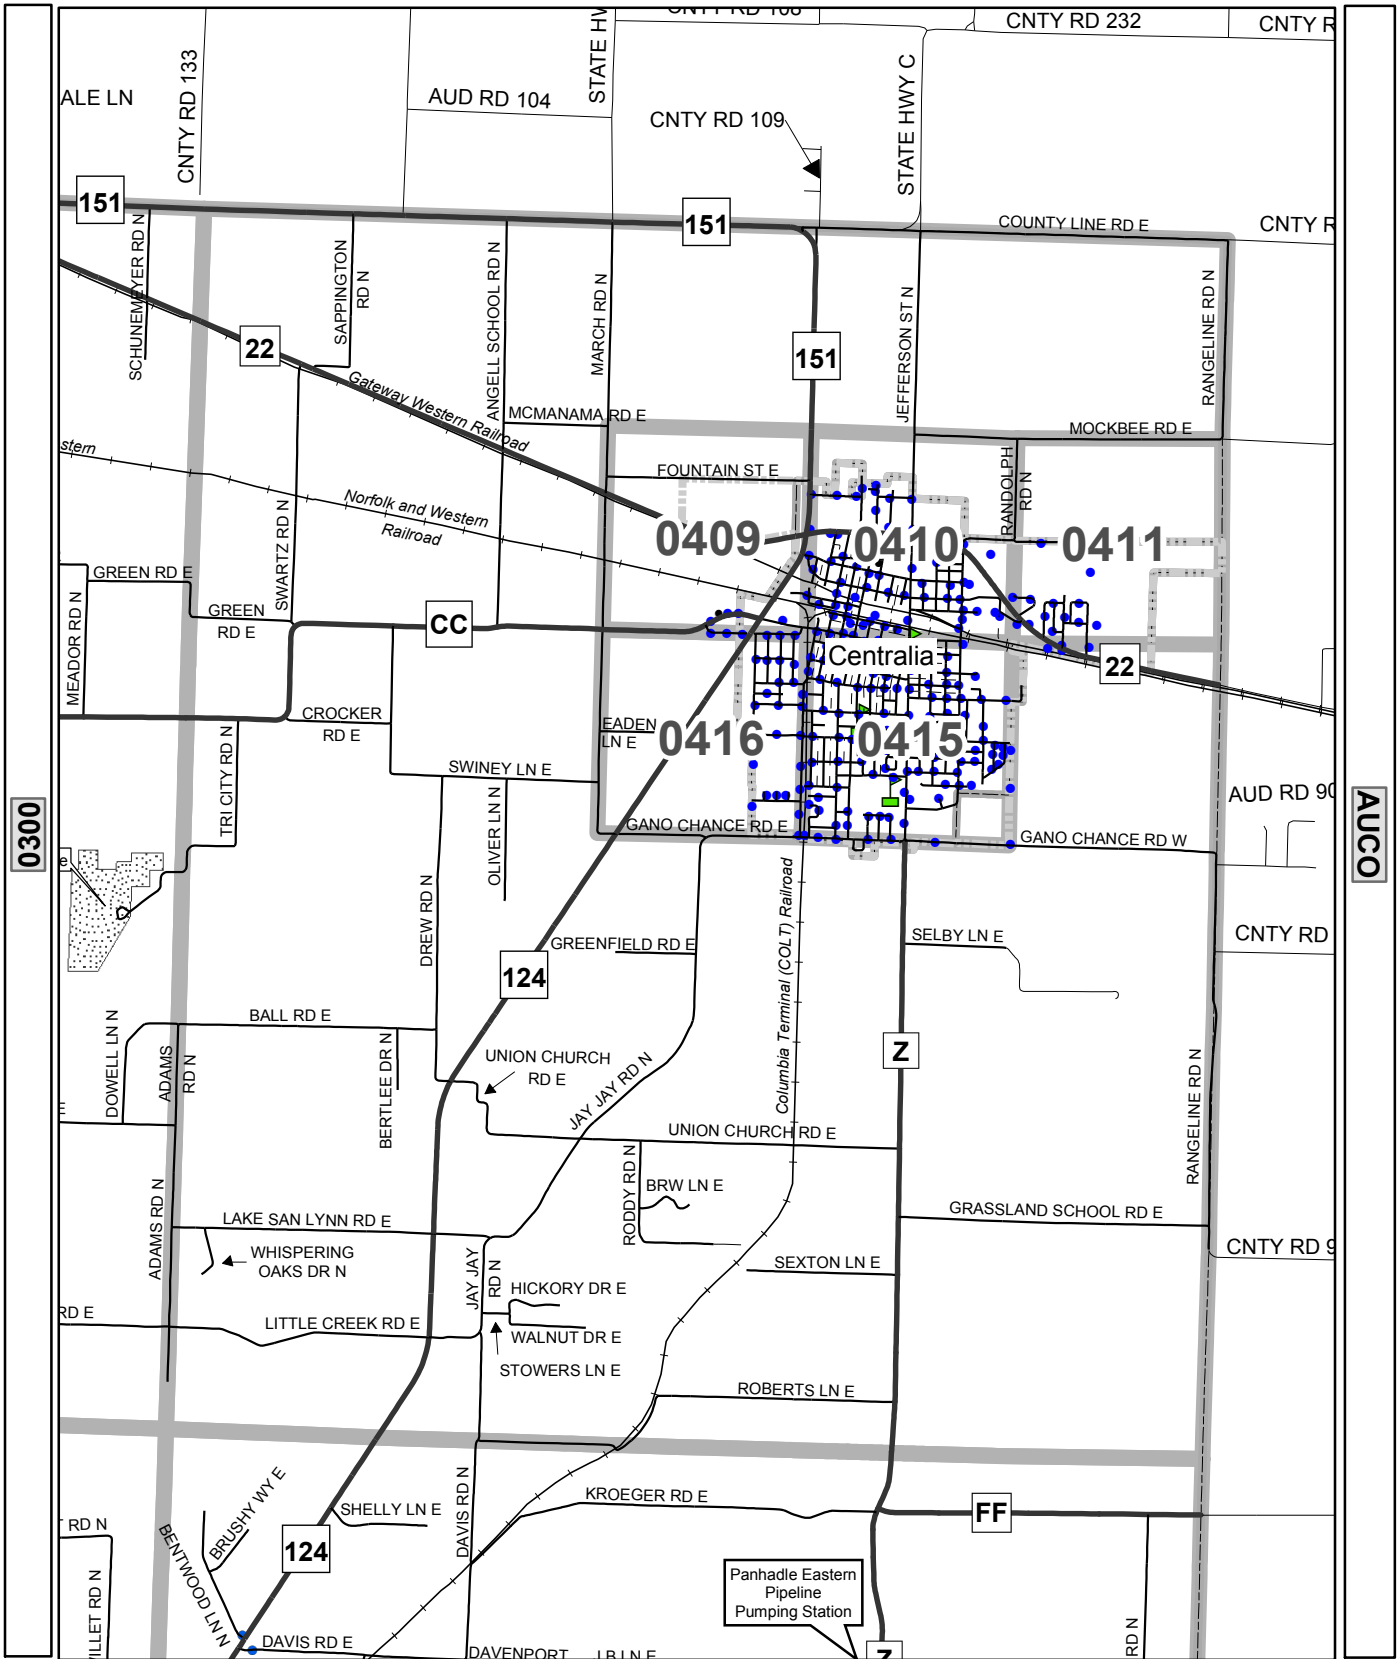 CNTY RD 232
CNTY R
STATE HW
CNTY RD 133
ALE LN
AUD RD 104
CNTY RD 109
STATE HWY C
151
151
COUNTY LINE RD E
CNTY R
SCHUNEMEYER RD N
SAPPINGTON
RD N
ANGELL SCHOOL RD N
MARCH RD N
JEFFERSON ST N
RANGELINE RD N
22
151
Gateway Western Railroad
MCMANAMA RD E
MOCKBEE RD E
stern
FOUNTAIN ST E
RANDOLPH
RD N
Norfolk and Western
Railroad
SWARTZ RD N
0409
0410
0411
GREEN RD E
MEADOR RD N
GREEN
RD E
CC
Centralia
22
CROCKER
RD E
EADEN
LN E
0416
0415
TRI CITY RD N
SWINEY LN E
OLIVER LN N
AUD RD 90
0300
AUCO
GANO CHANCE RD E
GANO CHANCE RD W
e
DREW RD N
Columbia Terminal (COLT) Railroad
GREENFIELD RD E
SELBY LN E
CNTY RD
124
DOWELL LN N
ADAMS
RD N
BALL RD E
BERTLEE DR N
UNION CHURCH
RD E
JAY JAY RD N
Z
RANGELINE RD N
E
UNION CHURCH RD E
RODDY RD N
BRW LN E
ADAMS RD N
LAKE SAN LYNN RD E
GRASSLAND SCHOOL RD E
WHISPERING
OAKS DR N
JAY JAY
RD N
SEXTON LN E
CNTY RD 9
HICKORY DR E
RD E
LITTLE CREEK RD E
WALNUT DR E
STOWERS LN E
ROBERTS LN E
BRUSHY WY E
SHELLY LN E
DAVIS RD N
KROEGER RD E
FF
RD N
BENTWOOD LN N
124
VILLET RD N
Panhadle Eastern
Pipeline
Pumping Station
RD N
DAVIS RD E
DAVENPORT
Z